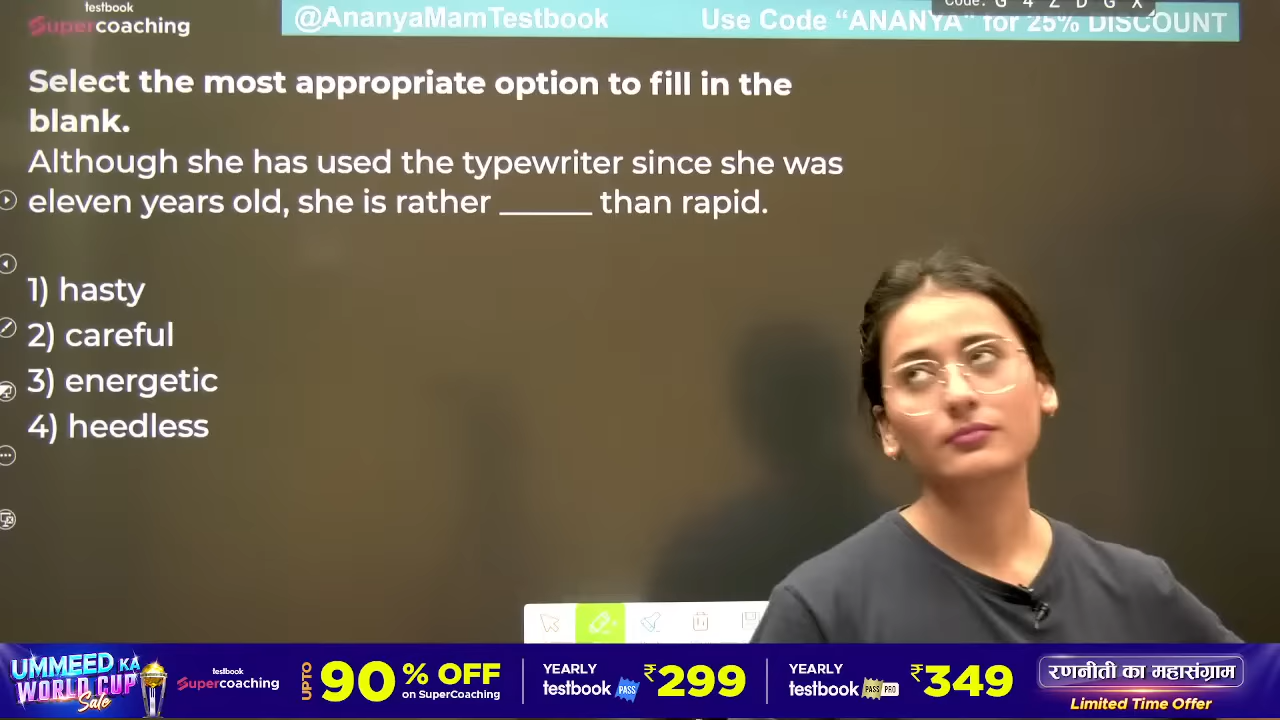 testbook
Supercoaching
@AnanyaMamTestbook
Use Code “ANANYA” for 25% DISCOUNT
Code: G 4 Z D G X
Select the most appropriate option to fill in the
blank.
Although she has used the typewriter since she was
eleven years old, she is rather ______ than rapid.
1) hasty
2) careful
3) energetic
4) heedless
UMMEED KA
WORLD CUP
Sale
testbook
Supercoaching
UPTO
90% OFF
on SuperCoaching
YEARLY
testbook PASS
₹299
YEARLY
testbook PASS PRO
₹349
रणनीती का महासंग्राम
Limited Time Offer